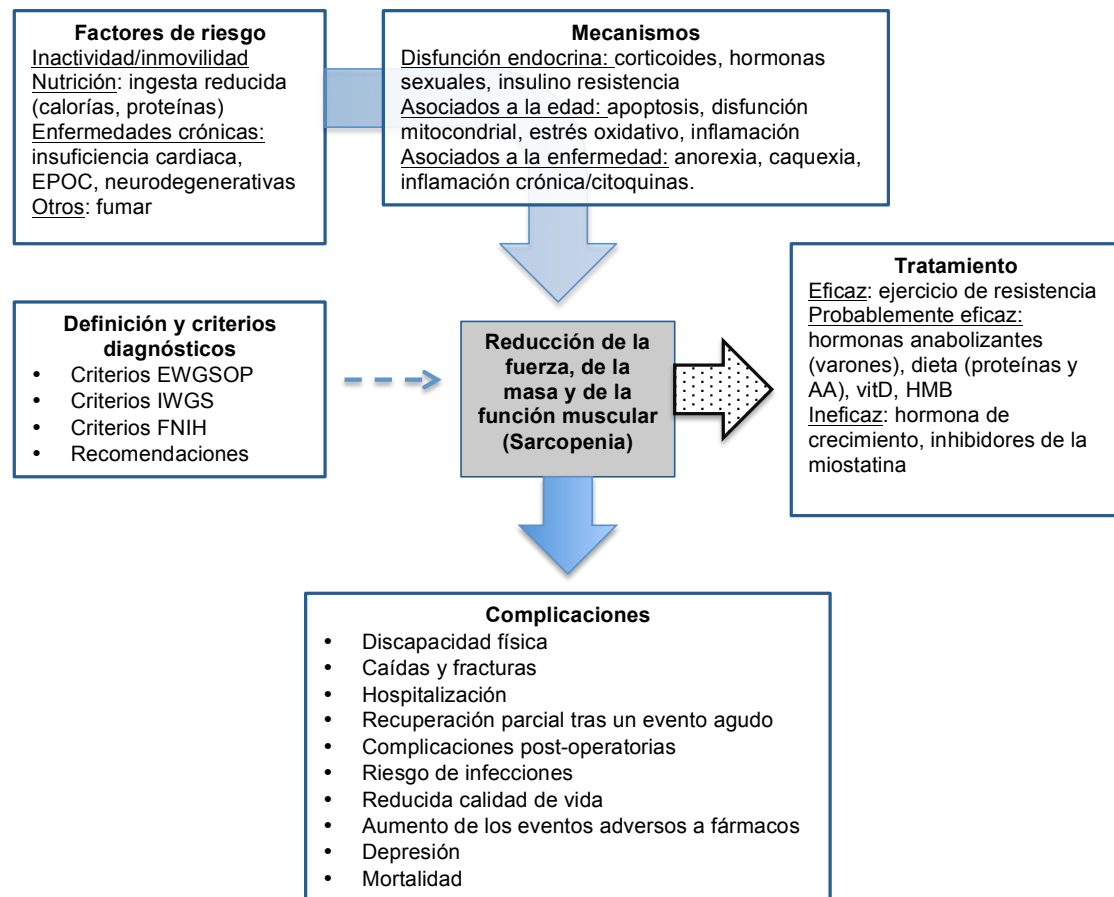 Factores de riesgo
Inactividad/inmovilidad
Nutrición: ingesta reducida
(calorías, proteínas)
Enfermedades crónicas:
insuficiencia cardiaca,
EPOC, neurodegenerativas
Otros: fumar
Mecanismos
Disfunción endocrina: corticoides, hormonas
sexuales, insulino resistencia
Asociados a la edad: apoptosis, disfunción
mitocondrial, estrés oxidativo, inflamación
Asociados a la enfermedad: anorexia, caquexia,
inflamación crónica/citoquinas.
Definición y criterios
diagnósticos
• Criterios EWGSOP
• Criterios IWGS
• Criterios FNIH
• Recomendaciones
Reducción de la
fuerza, de la
masa y de la
función muscular
(Sarcopenia)
Tratamiento
Eficaz: ejercicio de resistencia
Probablemente eficaz:
hormonas anabolizantes
(varones), dieta (proteínas y
AA), vitD, HMB
Ineficaz: hormona de
crecimiento, inhibidores de la
miostatina
Complicaciones
• Discapacidad física
• Caídas y fracturas
• Hospitalización
• Recuperación parcial tras un evento agudo
• Complicaciones post-operatorias
• Riesgo de infecciones
• Reducida calidad de vida
• Aumento de los eventos adversos a fármacos
• Depresión
• Mortalidad